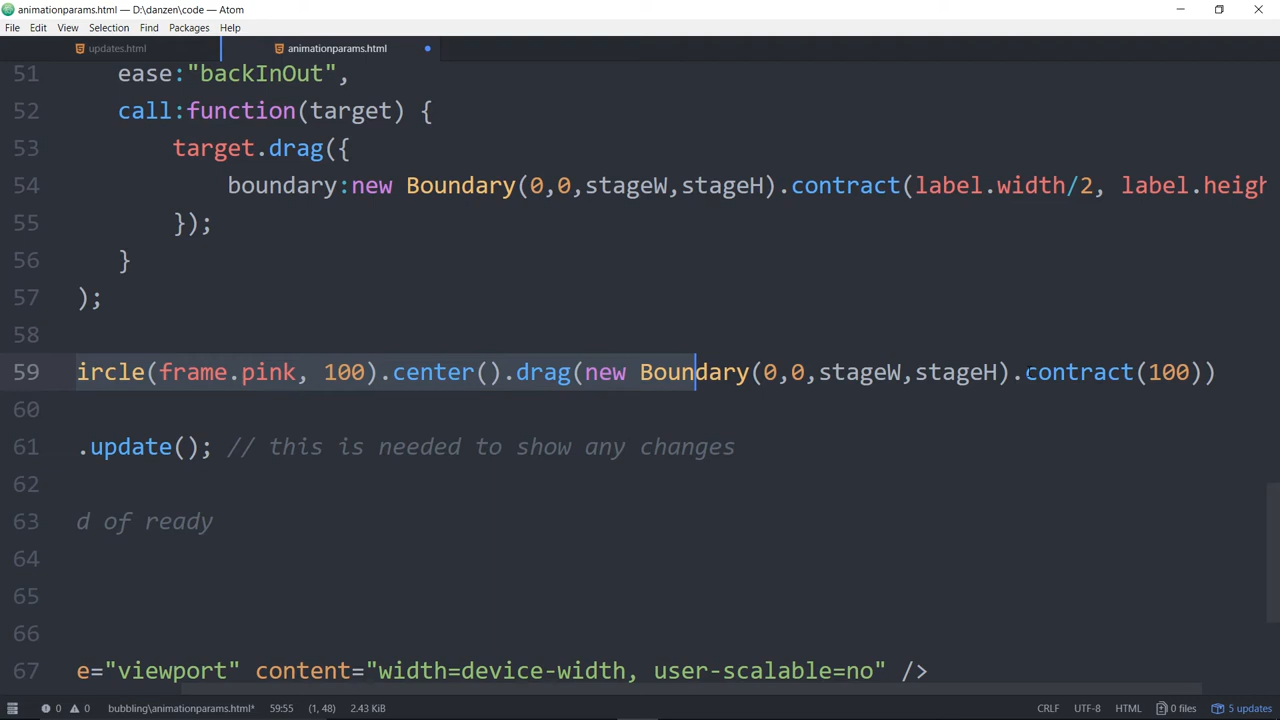 animationparams.html — D:\danzen\code — Atom
File Edit View Selection Find Packages Help
updates.html animationparams.html
51 ease:"backInOut",
52 call:function(target) {
53 target.drag({
54 boundary:new Boundary(0,0,stageW,stageH).contract(label.width/2, label.heigh
55 });
56 }
57 );
58
59 ircle(frame.pink, 100).center().drag(new Boundary(0,0,stageW,stageH).contract(100))
60
61 .update(); // this is needed to show any changes
62
63 d of ready
64
65
66
67 e="viewport" content="width=device-width, user-scalable=no" />
0 0 bubbling\animationparams.html* 59:55 (1, 48) 2.43 KiB CRLF UTF-8 HTML 0 files 5 updates